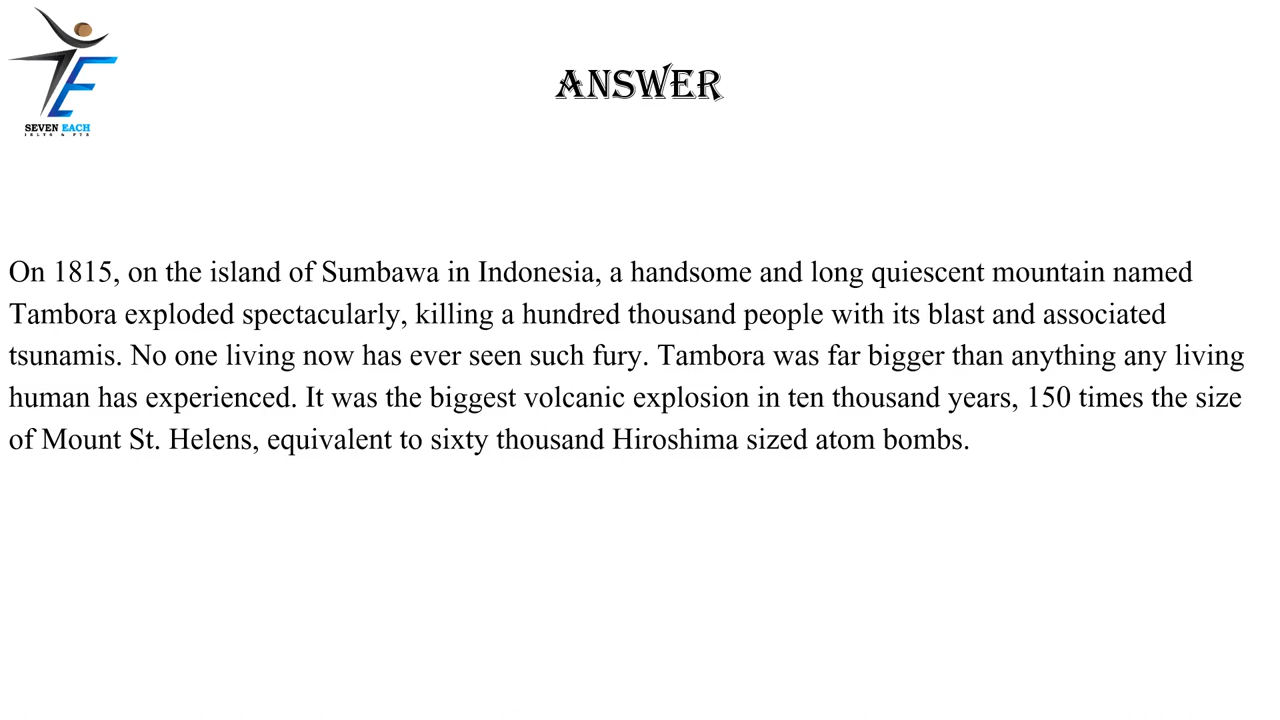 ANSWER
SEVEN EACH
IELTS & PTE
On 1815, on the island of Sumbawa in Indonesia, a handsome and long quiescent mountain named
Tambora exploded spectacularly, killing a hundred thousand people with its blast and associated
tsunamis. No one living now has ever seen such fury. Tambora was far bigger than anything any living
human has experienced. It was the biggest volcanic explosion in ten thousand years, 150 times the size
of Mount St. Helens, equivalent to sixty thousand Hiroshima sized atom bombs.